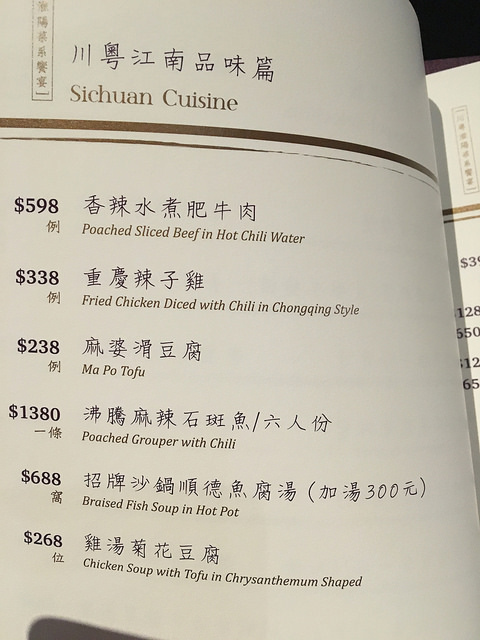 川粵江南品味篇
Sichuan Cuisine
$598 香辣水煮肥牛肉
例 Poached Sliced Beef in Hot Chili Water
$338 重慶辣子雞
例 Fried Chicken Diced with Chili in Chongqing Style
$238 麻婆滑豆腐
例 Ma Po Tofu
$1380 沸騰麻辣石斑魚/六人份
一條 Poached Grouper with Chili
$688 招牌沙鍋順德魚腐湯 (加湯300元)
窩 Braised Fish Soup in Hot Pot
$268 雞湯菊花豆腐
位 Chicken Soup with Tofu in Chrysanthemum Shaped